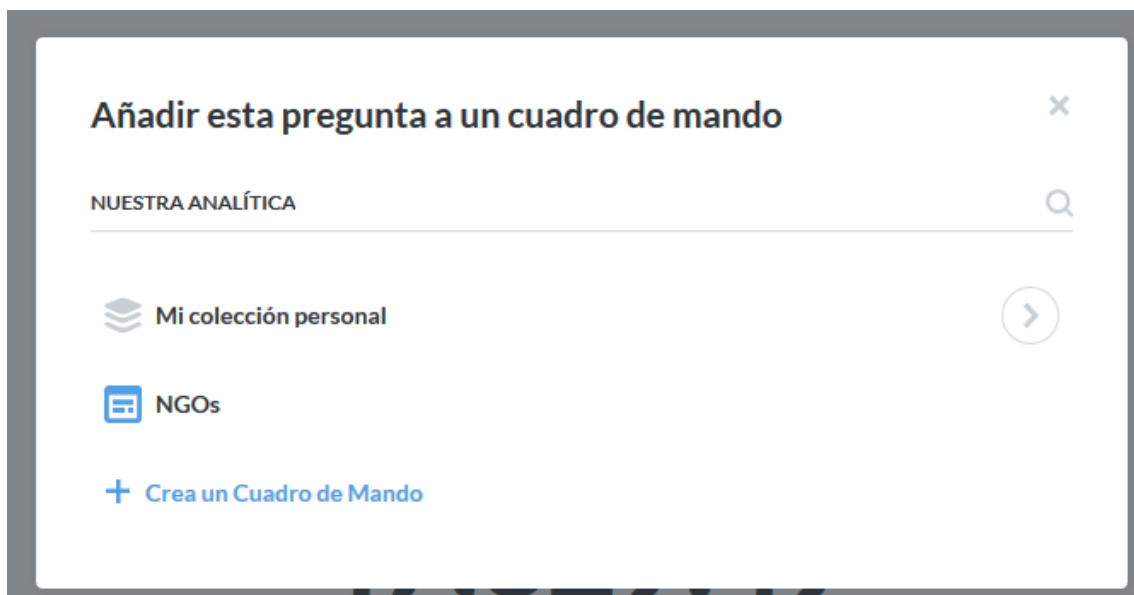 Añadir esta pregunta a un cuadro de mando
NUESTRA ANALÍTICA
Mi colección personal
NGOs
Crea un Cuadro de Mando